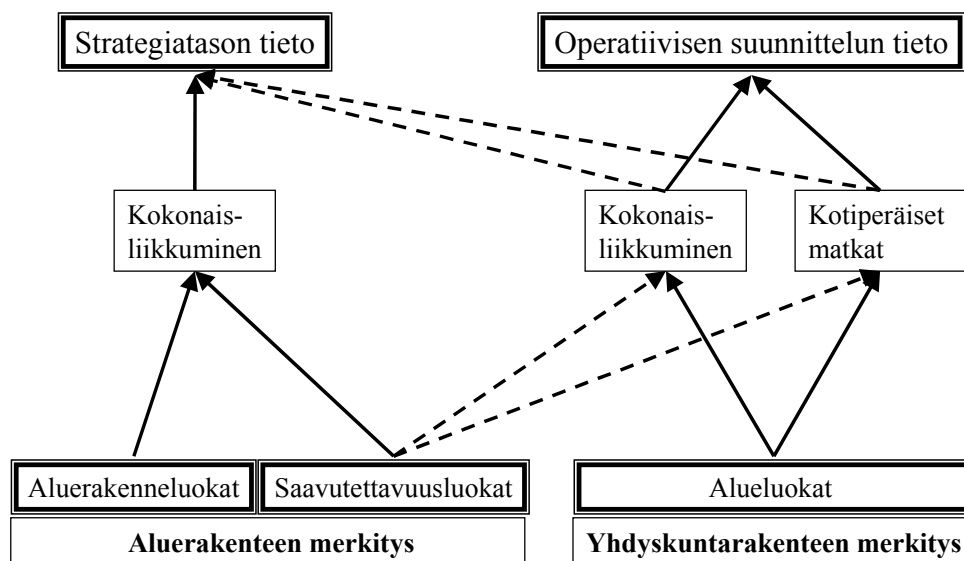 Strategiatason tieto
Operatiivisen suunnittelun tieto
Kokonais-
liikkuminen
Kokonais-
liikkuminen
Kotiperäiset
matkat
Aluerakenneluokat
Saavutettavuusluokat
Alueluokat
Aluerakenteen merkitys
Yhdyskuntarakenteen merkitys